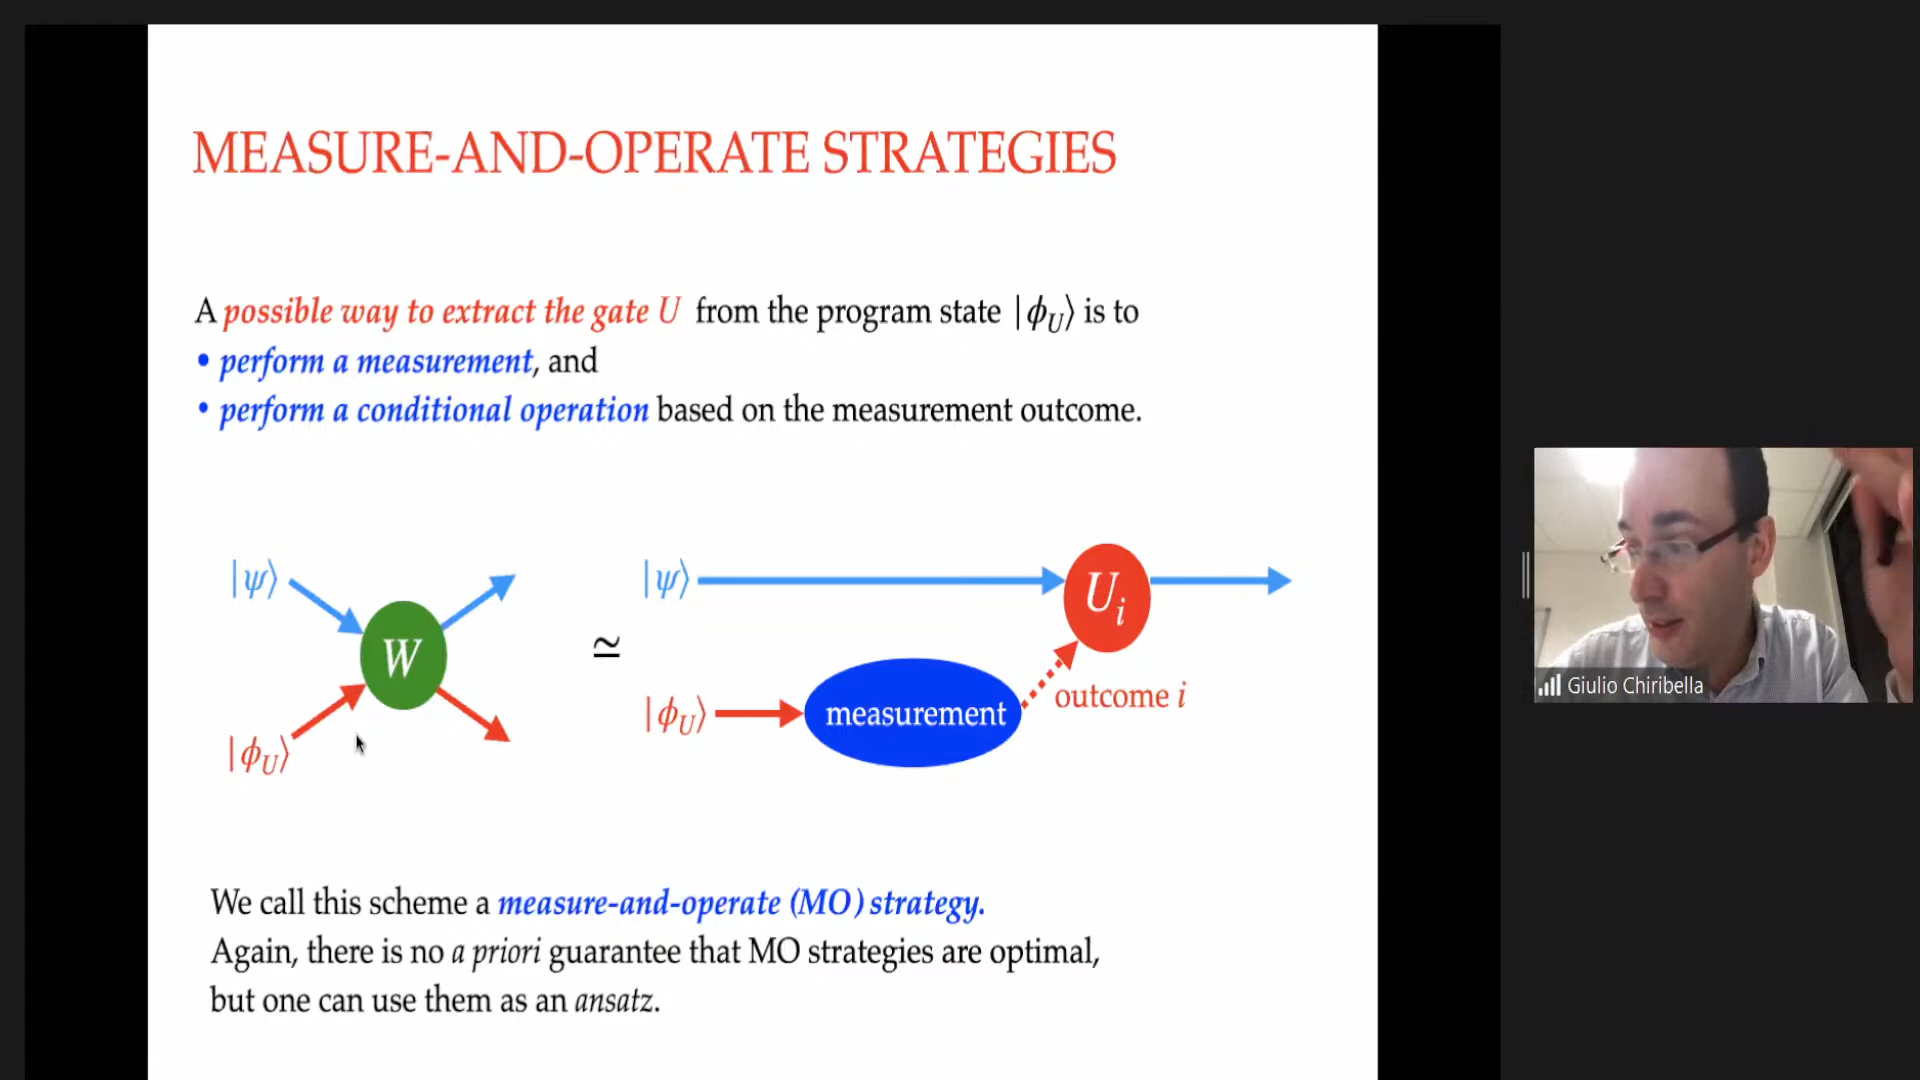 MEASURE-AND-OPERATE STRATEGIES
A possible way to extract the gate U from the program state |ϕ_U⟩ is to
• perform a measurement, and
• perform a conditional operation based on the measurement outcome.
|ψ⟩
W
|ϕ_U⟩
≃
|ψ⟩
U_i
|ϕ_U⟩
measurement
outcome i
We call this scheme a measure-and-operate (MO) strategy.
Again, there is no a priori guarantee that MO strategies are optimal,
but one can use them as an ansatz.
Giulio Chiribella